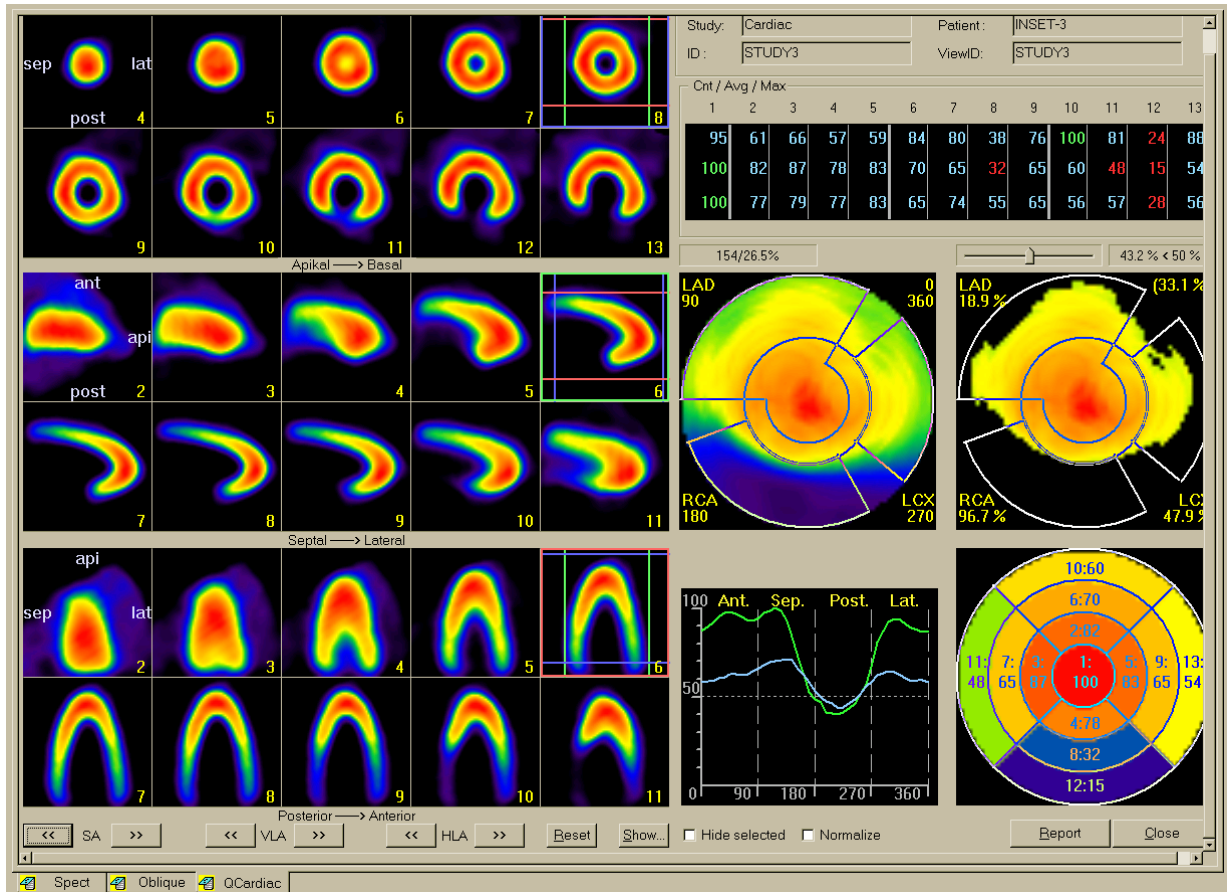 Study: Cardiac Patient: INSET-3
ID: STUDY3 ViewID: STUDY3
sep lat
post 4 5 6 7 8
9 10 11 12 13
Apikal ──> Basal
ant
api
post 2 3 4 5 6
7 8 9 10 11
Septal ──> Lateral
api
sep lat
2 3 4 5 6
7 8 9 10 11
Posterior ──> Anterior
Cnt / Avg / Max
1 2 3 4 5 6 7 8 9 10 11 12 13
95 61 66 57 59 84 80 38 76 100 81 24 88
100 82 87 78 83 70 65 32 65 60 48 15 54
100 77 79 77 83 65 74 55 65 56 57 28 56
154/26.5%
43.2 % < 50 %
LAD 0
90 360
RCA LCX
180 270
LAD (33.1 %
18.9 %
RCA LC
96.7 % 47.9
100 Ant. Sep. Post. Lat.
50
0 90 180 270 360
10:60
6:70
2:82
11: 7: 3: 1: 5: 9: 13:
48 65 87 100 83 65 54
4:78
8:32
12:15
<< SA >> << VLA >> << HLA >> Reset Show... Hide selected Normalize Report Close
Spect Oblique QCardiac